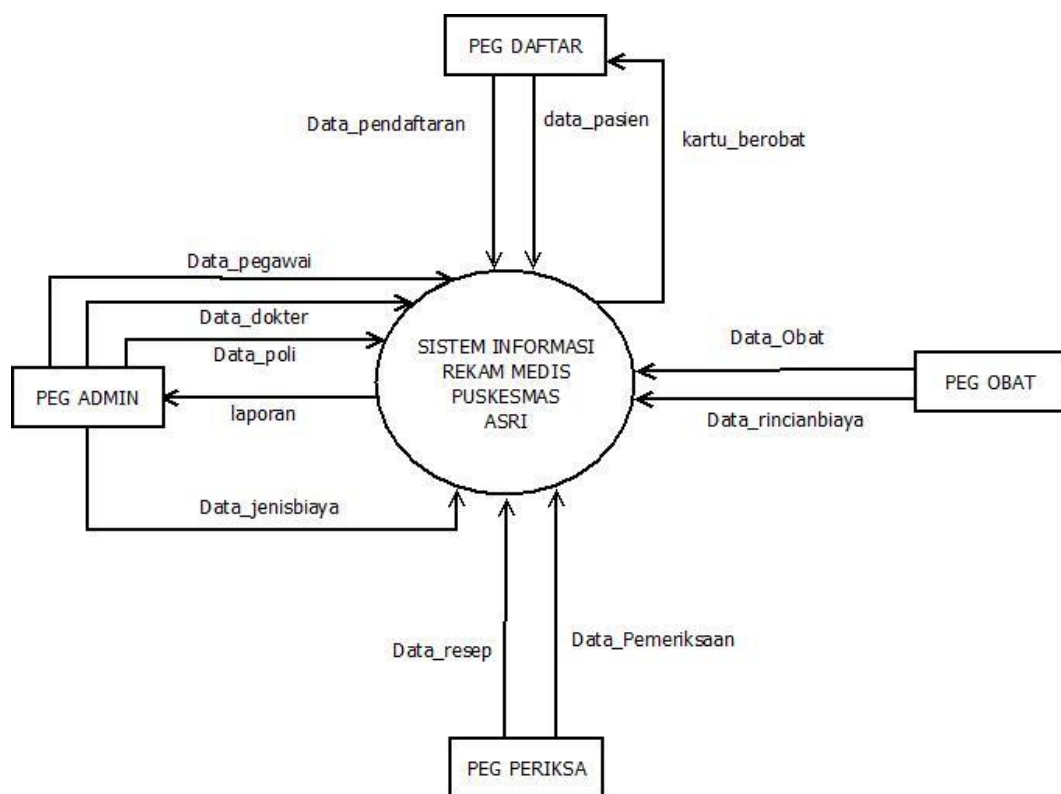 PEG DAFTAR
Data_pendaftaran
data_pasien
kartu_berobat
Data_pegawai
Data_dokter
Data_poli
PEG ADMIN
laporan
Data_jenisbiaya
SISTEM INFORMASI
REKAM MEDIS
PUSKESMAS
ASRI
Data_Obat
PEG OBAT
Data_rincianbiaya
Data_resep
Data_Pemeriksaan
PEG PERIKSA